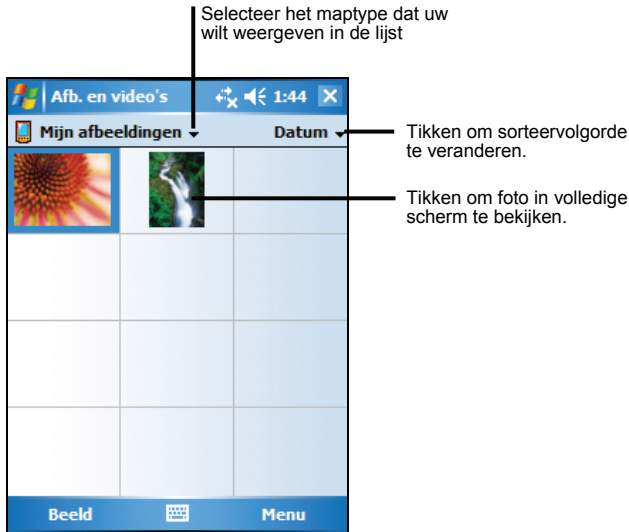 Selecteer het maptype dat uw
wilt weergeven in de lijst
Afb. en video's 1:44
Mijn afbeeldingen Datum
Tikken om sorteervolgorde
te veranderen.
Tikken om foto in volledige
scherm te bekijken.
Beeld Menu